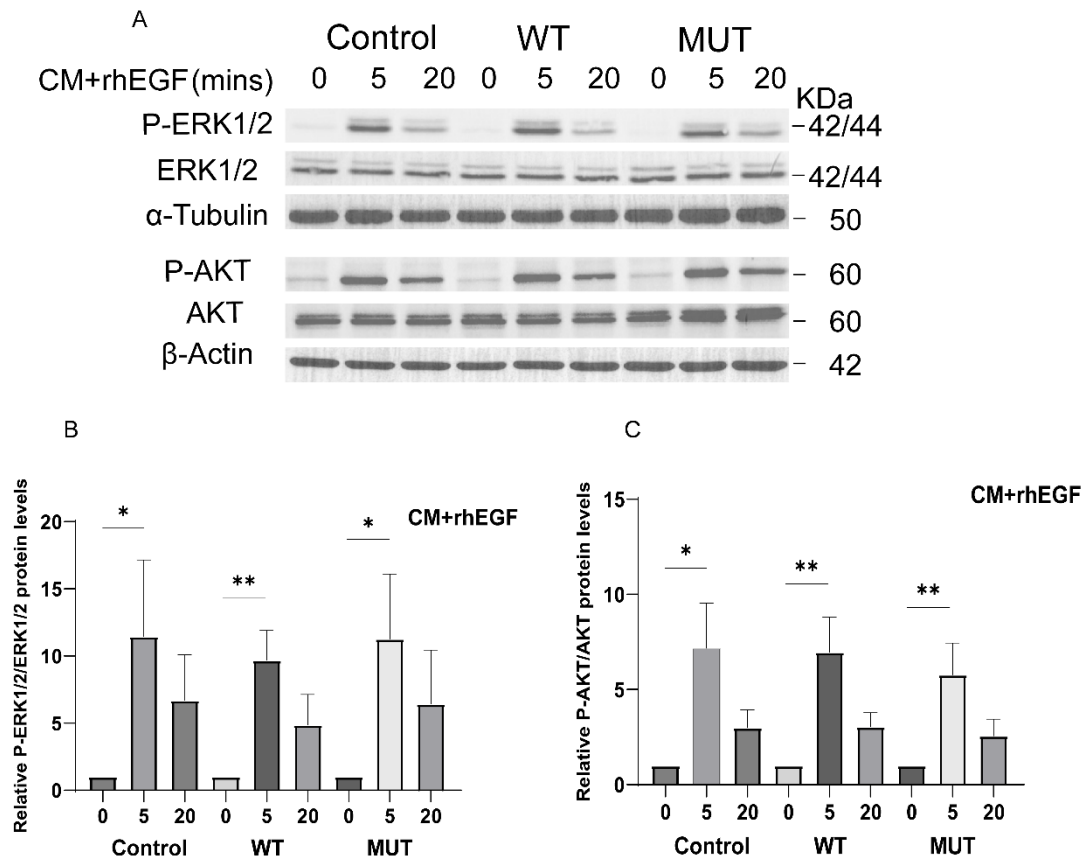 A
Control WT MUT
CM+rhEGF(mins) 0 5 20 0 5 20 0 5 20
KDa
P-ERK1/2 42/44
ERK1/2 42/44
α-Tubulin 50
P-AKT 60
AKT 60
β-Actin 42
B
Relative P-ERK1/2/ERK1/2 protein levels
CM+rhEGF
* ** *
20
15
10
5
0
0 5 20 0 5 20 0 5 20
Control WT MUT
C
Relative P-AKT/AKT protein levels
CM+rhEGF
* ** **
15
10
5
0
0 5 20 0 5 20 0 5 20
Control WT MUT